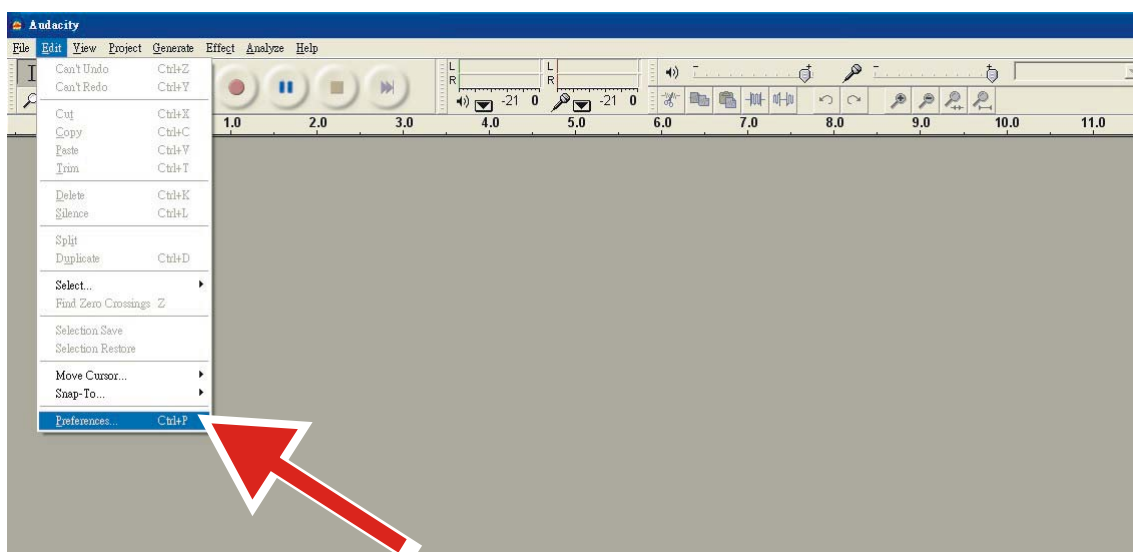 Audacity
File Edit View Project Generate Effect Analyze Help
Can't Undo Ctrl+Z
Can't Redo Ctrl+Y
Cut Ctrl+X
Copy Ctrl+C
Paste Ctrl+V
Trim Ctrl+T
Delete Ctrl+K
Silence Ctrl+L
Split
Duplicate Ctrl+D
Select...
Find Zero Crossings Z
Selection Save
Selection Restore
Move Cursor...
Snap-To...
Preferences... Ctrl+P
L
R
-21 0
L
R
-21 0
1.0 2.0 3.0 4.0 5.0 6.0 7.0 8.0 9.0 10.0 11.0